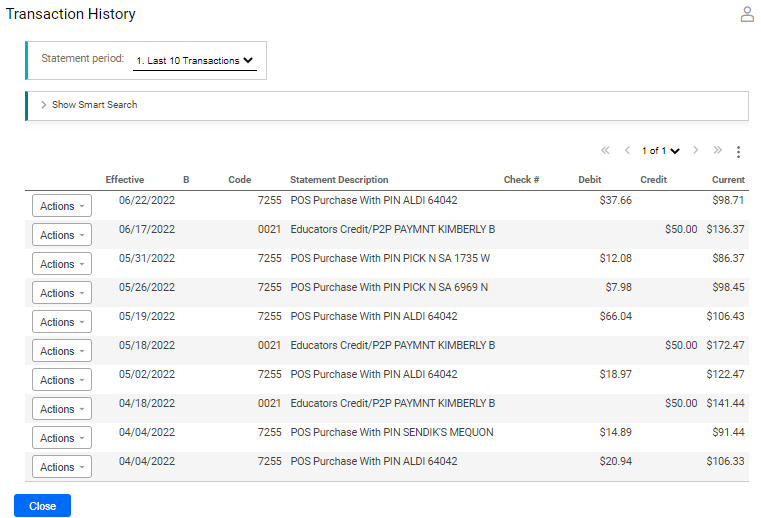 Transaction History
Statement period: 1. Last 10 Transactions
Show Smart Search
1 of 1
Effective B Code Statement Description Check # Debit Credit Current
Actions 06/22/2022 7255 POS Purchase With PIN ALDI 64042 $37.66 $98.71
Actions 06/17/2022 0021 Educators Credit/P2P PAYMNT KIMBERLY B $50.00 $136.37
Actions 05/31/2022 7255 POS Purchase With PIN PICK N SA 1735 W $12.08 $86.37
Actions 05/26/2022 7255 POS Purchase With PIN PICK N SA 6969 N $7.98 $98.45
Actions 05/19/2022 7255 POS Purchase With PIN ALDI 64042 $66.04 $106.43
Actions 05/18/2022 0021 Educators Credit/P2P PAYMNT KIMBERLY B $50.00 $172.47
Actions 05/02/2022 7255 POS Purchase With PIN ALDI 64042 $18.97 $122.47
Actions 04/18/2022 0021 Educators Credit/P2P PAYMNT KIMBERLY B $50.00 $141.44
Actions 04/04/2022 7255 POS Purchase With PIN SENDIK'S MEQUON $14.89 $91.44
Actions 04/04/2022 7255 POS Purchase With PIN ALDI 64042 $20.94 $106.33
Close